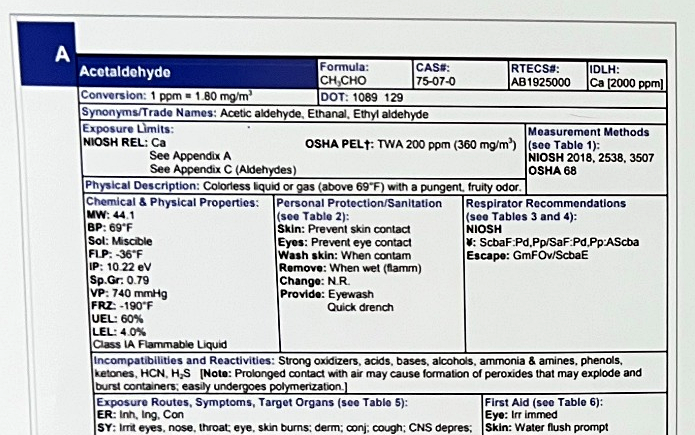 A
Acetaldehyde
Formula:
CH₃CHO
CAS#:
75-07-0
RTECS#:
AB1925000
IDLH:
Ca [2000 ppm]
Conversion: 1 ppm = 1.80 mg/m³
DOT: 1089 129
Synonyms/Trade Names: Acetic aldehyde, Ethanal, Ethyl aldehyde
Exposure Limits:
NIOSH REL: Ca
See Appendix A
See Appendix C (Aldehydes)
OSHA PEL†: TWA 200 ppm (360 mg/m³)
Measurement Methods
(see Table 1):
NIOSH 2018, 2538, 3507
OSHA 68
Physical Description: Colorless liquid or gas (above 69°F) with a pungent, fruity odor.
Chemical & Physical Properties:
MW: 44.1
BP: 69°F
Sol: Miscible
Fl.P: -36°F
IP: 10.22 eV
Sp.Gr: 0.79
VP: 740 mmHg
FRZ: -190°F
UEL: 60%
LEL: 4.0%
Class IA Flammable Liquid
Personal Protection/Sanitation
(see Table 2):
Skin: Prevent skin contact
Eyes: Prevent eye contact
Wash skin: When contam
Remove: When wet (flamm)
Change: N.R.
Provide: Eyewash
Quick drench
Respirator Recommendations
(see Tables 3 and 4):
NIOSH
¥: ScbaF:Pd,Pp/SaF:Pd,Pp:AScba
Escape: GmFOv/ScbaE
Incompatibilities and Reactivities: Strong oxidizers, acids, bases, alcohols, ammonia & amines, phenols,
ketones, HCN, H₂S [Note: Prolonged contact with air may cause formation of peroxides that may explode and
burst containers; easily undergoes polymerization.]
Exposure Routes, Symptoms, Target Organs (see Table 5):
ER: Inh, Ing, Con
SY: Irrit eyes, nose, throat; eye, skin burns; derm; conj; cough; CNS depres;
First Aid (see Table 6):
Eye: Irr immed
Skin: Water flush prompt